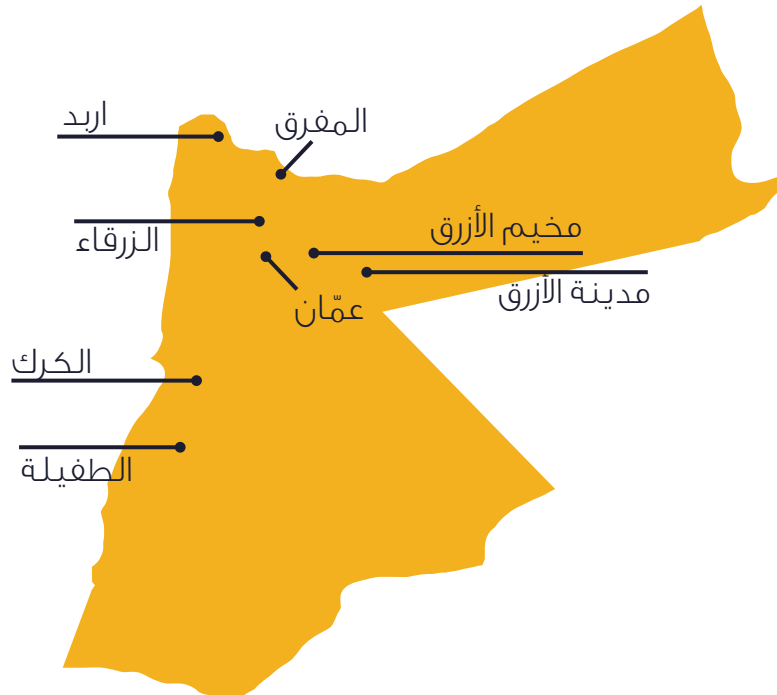 اربد
المفرق
الزرقاء
مخيم الأزرق
مدينة الأزرق
عمّان
الكرك
الطفيلة